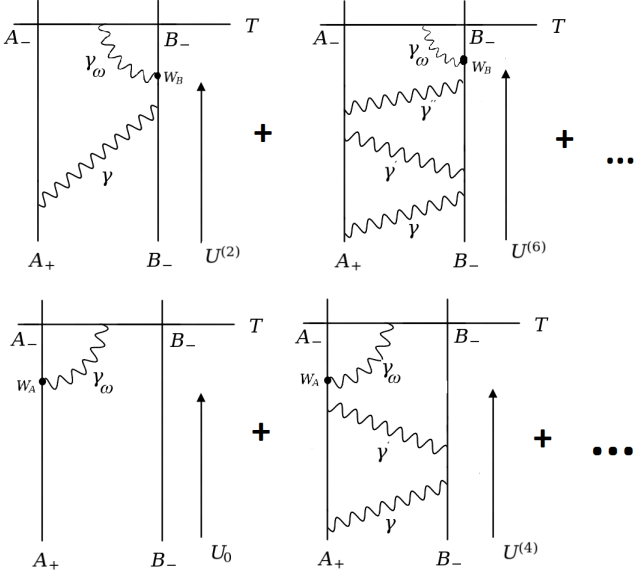 A₋ B₋ T
γ_ω W_B
γ
A₊ B₋ U⁽²⁾
+
A₋ B₋ T
γ_ω W_B
γ''
γ'
γ
A₊ B₋ U⁽⁶⁾
+ ...
A₋ B₋ T
W_A γ_ω
A₊ B₋ U₀
+
A₋ B₋ T
W_A γ_ω
γ'
γ
A₊ B₋ U⁽⁴⁾
+ ...